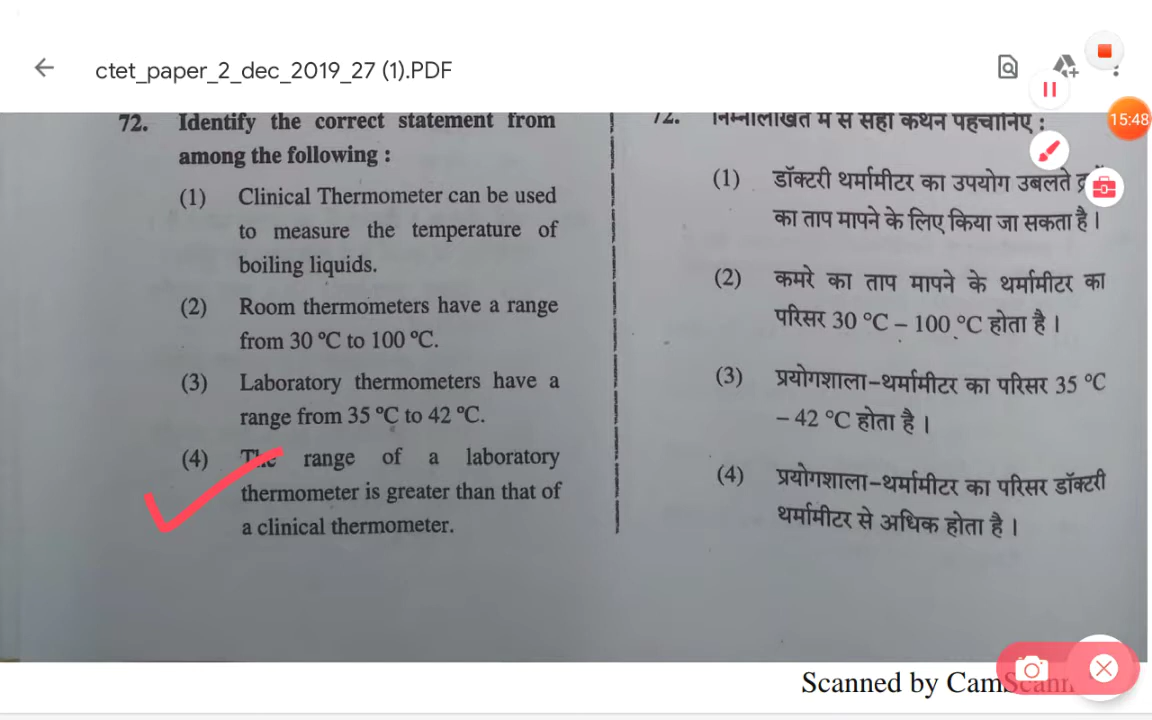 ctet_paper_2_dec_2019_27 (1).PDF
15:48
72. Identify the correct statement from
among the following :
(1) Clinical Thermometer can be used
to measure the temperature of
boiling liquids.
(2) Room thermometers have a range
from 30 °C to 100 °C.
(3) Laboratory thermometers have a
range from 35 °C to 42 °C.
(4) The range of a laboratory
thermometer is greater than that of
a clinical thermometer.
72. निम्नलिखित में से सही कथन पहचानिए :
(1) डॉक्टरी थर्मामीटर का उपयोग उबलते
का ताप मापने के लिए किया जा सकता है ।
(2) कमरे का ताप मापने के थर्मामीटर का
परिसर 30 °C – 100 °C होता है ।
(3) प्रयोगशाला-थर्मामीटर का परिसर 35 °C
– 42 °C होता है ।
(4) प्रयोगशाला-थर्मामीटर का परिसर डॉक्टरी
थर्मामीटर से अधिक होता है ।
Scanned by CamScann